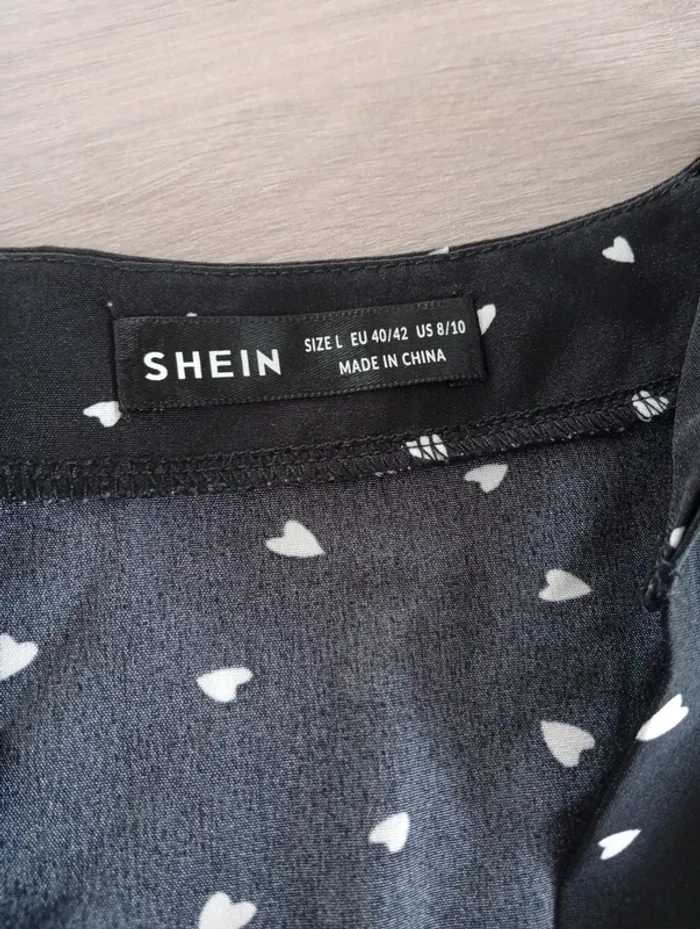 SHEIN
SIZE L EU 40/42 US 8/10
MADE IN CHINA